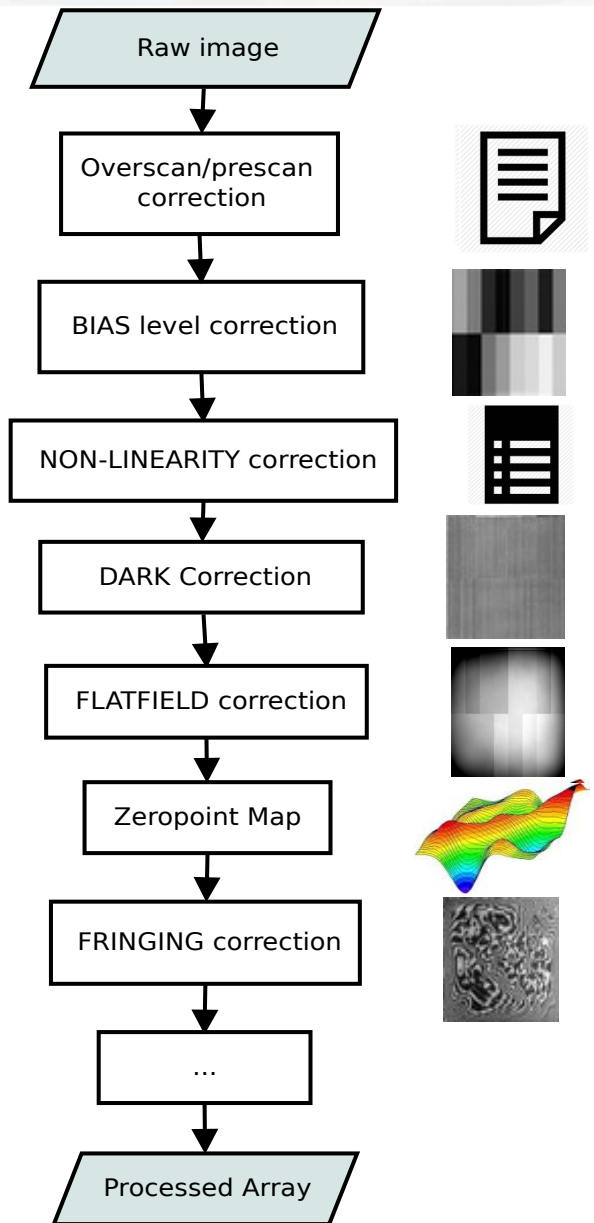 Raw image
Overscan/prescan
correction
BIAS level correction
NON-LINEARITY correction
DARK Correction
FLATFIELD correction
Zeropoint Map
FRINGING correction
...
Processed Array